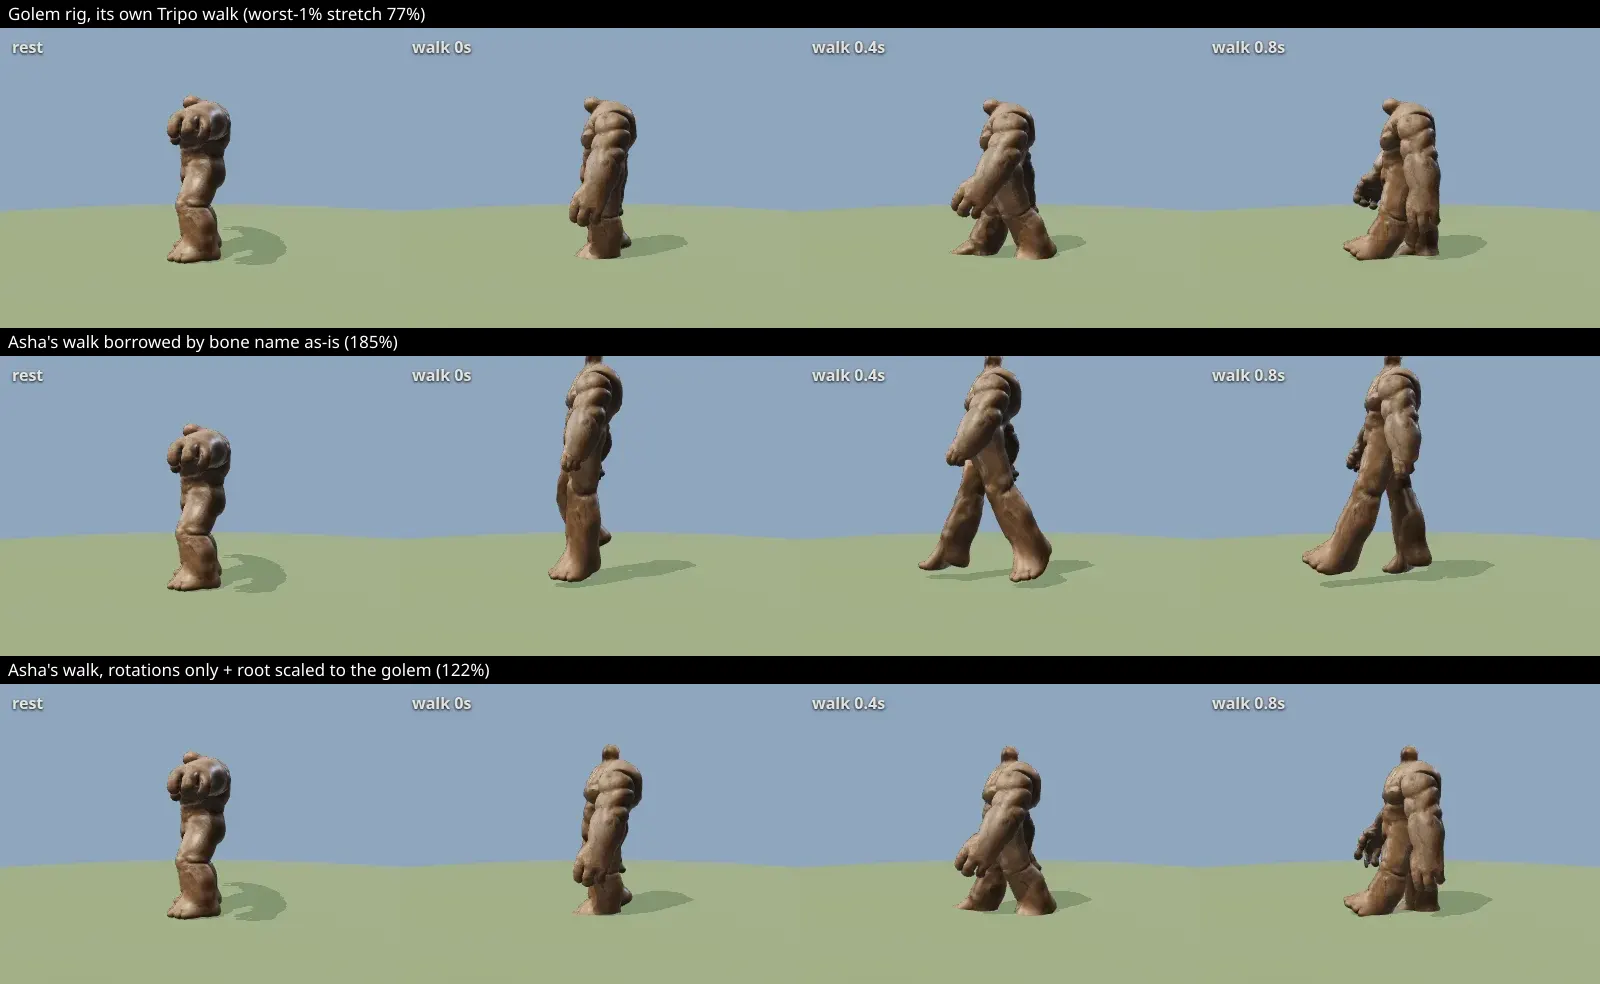 Golem rig, its own Tripo walk (worst-1% stretch 77%)
rest walk 0s walk 0.4s walk 0.8s
Asha's walk borrowed by bone name as-is (185%)
rest walk 0s walk 0.4s walk 0.8s
Asha's walk, rotations only + root scaled to the golem (122%)
rest walk 0s walk 0.4s walk 0.8s